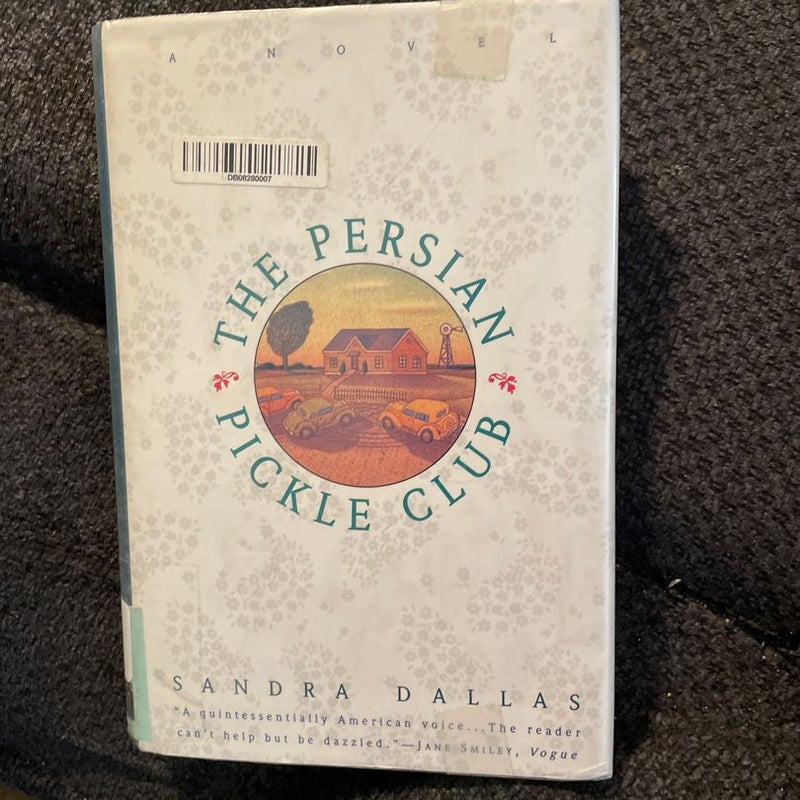 A NOVEL
DB08280007
THE PERSIAN
PICKLE CLUB
SANDRA DALLAS
"A quintessentially American voice...The reader
can't help but be dazzled."—JANE SMILEY, Vogue